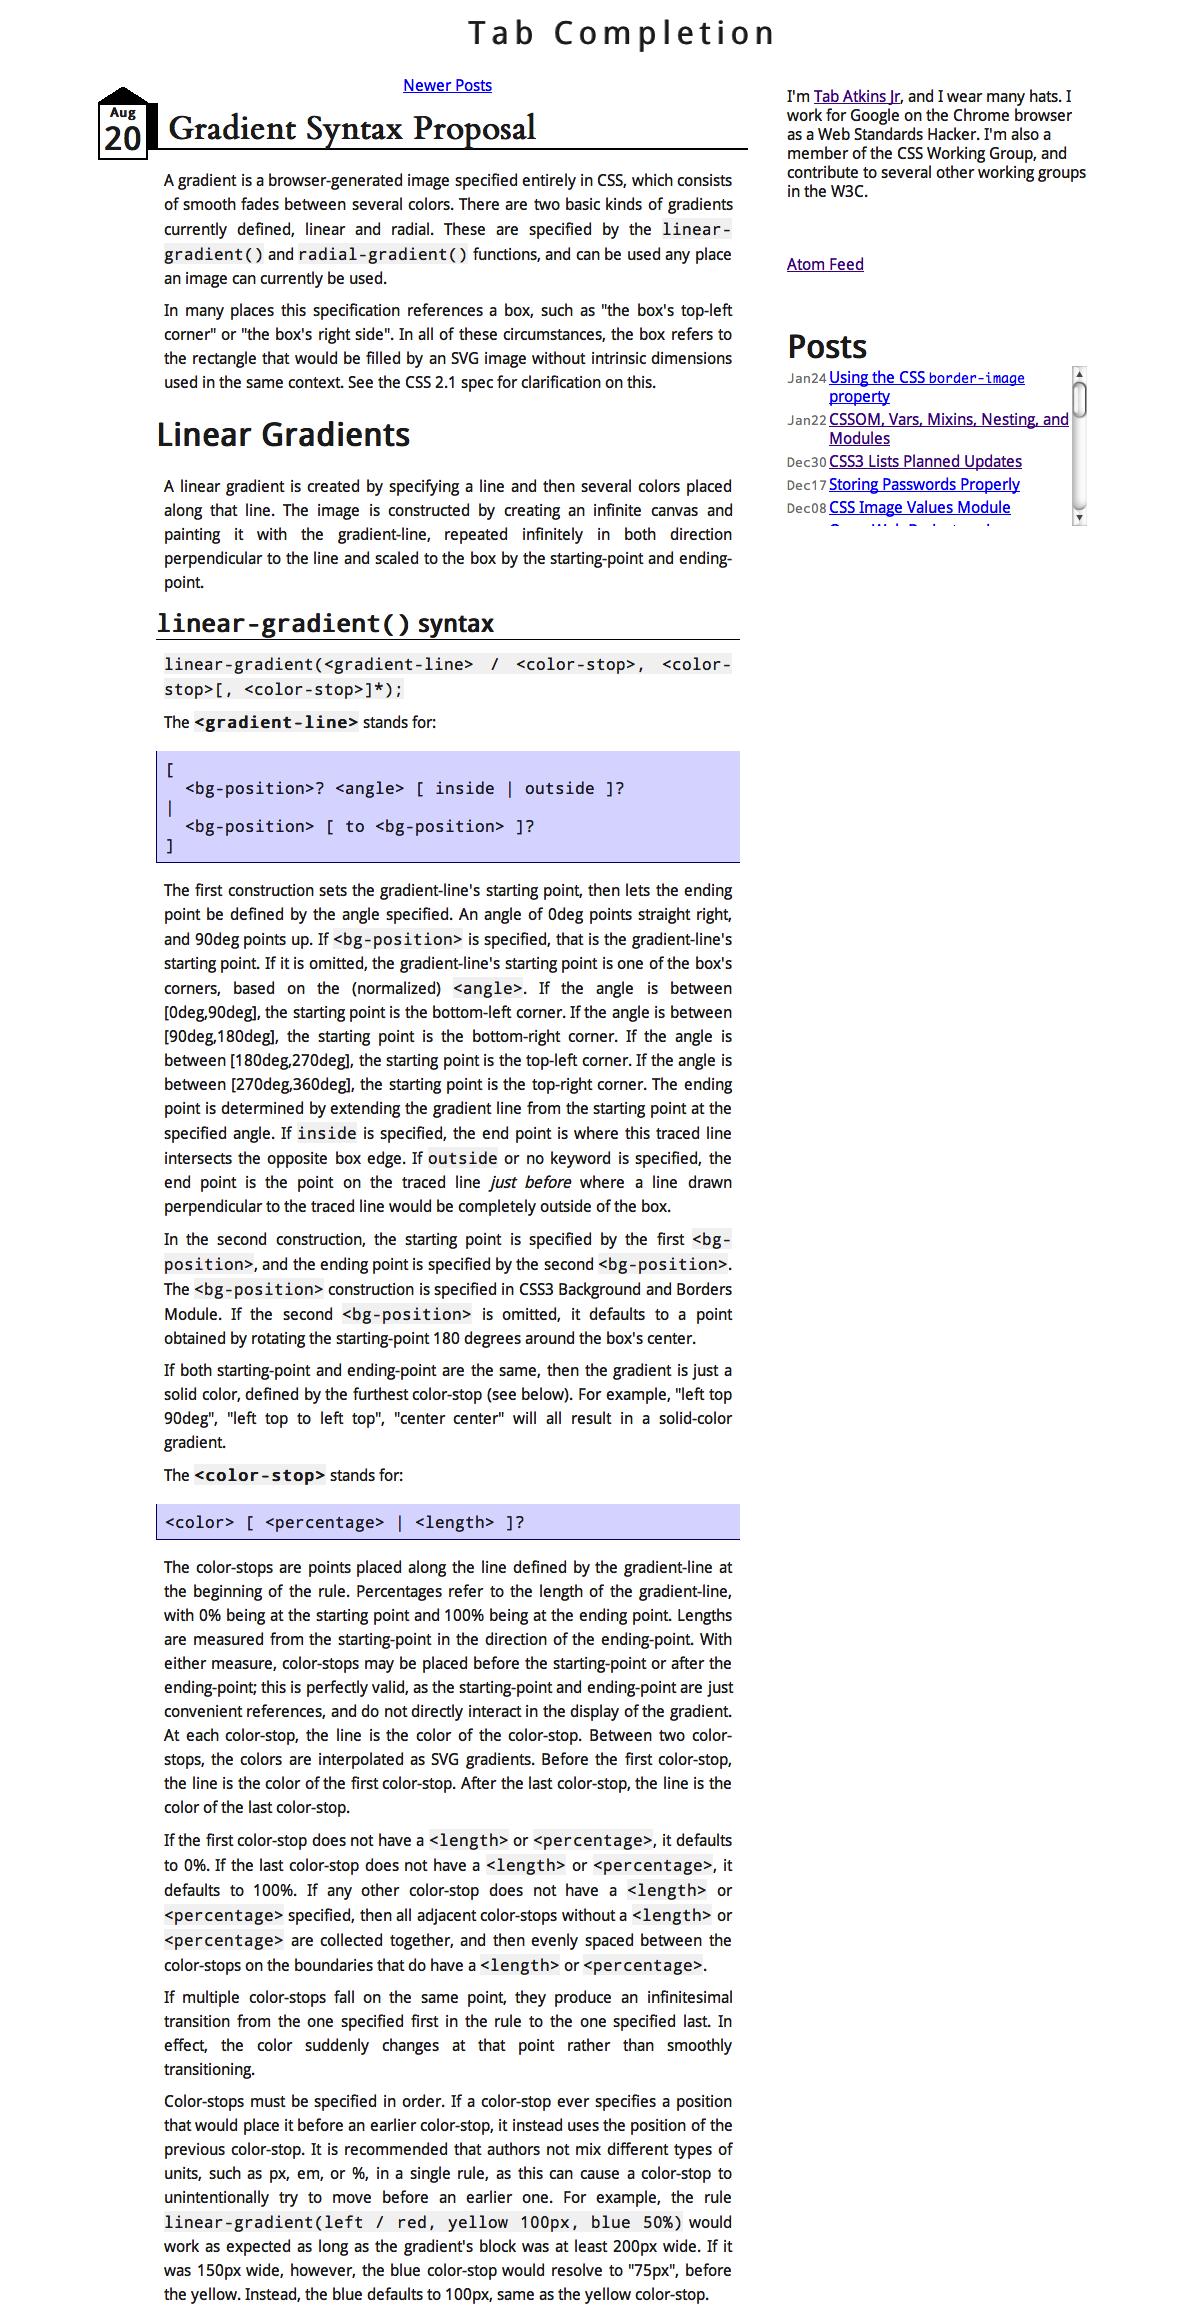 Tab Completion
Newer Posts
Aug
20
Gradient Syntax Proposal
A gradient is a browser-generated image specified entirely in CSS, which consists
of smooth fades between several colors. There are two basic kinds of gradients
currently defined, linear and radial. These are specified by the linear-
gradient() and radial-gradient() functions, and can be used any place
an image can currently be used.
In many places this specification references a box, such as "the box's top-left
corner" or "the box's right side". In all of these circumstances, the box refers to
the rectangle that would be filled by an SVG image without intrinsic dimensions
used in the same context. See the CSS 2.1 spec for clarification on this.
Linear Gradients
A linear gradient is created by specifying a line and then several colors placed
along that line. The image is constructed by creating an infinite canvas and
painting it with the gradient-line, repeated infinitely in both direction
perpendicular to the line and scaled to the box by the starting-point and ending-
point.
linear-gradient() syntax
linear-gradient(<gradient-line> / <color-stop>, <color-
stop>[, <color-stop>]*);
The <gradient-line> stands for:
[
<bg-position>? <angle> [ inside | outside ]?
|
<bg-position> [ to <bg-position> ]?
]
The first construction sets the gradient-line's starting point, then lets the ending
point be defined by the angle specified. An angle of 0deg points straight right,
and 90deg points up. If <bg-position> is specified, that is the gradient-line's
starting point. If it is omitted, the gradient-line's starting point is one of the box's
corners, based on the (normalized) <angle>. If the angle is between
[0deg,90deg], the starting point is the bottom-left corner. If the angle is between
[90deg,180deg], the starting point is the bottom-right corner. If the angle is
between [180deg,270deg], the starting point is the top-left corner. If the angle is
between [270deg,360deg], the starting point is the top-right corner. The ending
point is determined by extending the gradient line from the starting point at the
specified angle. If inside is specified, the end point is where this traced line
intersects the opposite box edge. If outside or no keyword is specified, the
end point is the point on the traced line just before where a line drawn
perpendicular to the traced line would be completely outside of the box.
In the second construction, the starting point is specified by the first <bg-
position>, and the ending point is specified by the second <bg-position>.
The <bg-position> construction is specified in CSS3 Background and Borders
Module. If the second <bg-position> is omitted, it defaults to a point
obtained by rotating the starting-point 180 degrees around the box's center.
If both starting-point and ending-point are the same, then the gradient is just a
solid color, defined by the furthest color-stop (see below). For example, "left top
90deg", "left top to left top", "center center" will all result in a solid-color
gradient.
The <color-stop> stands for:
<color> [ <percentage> | <length> ]?
The color-stops are points placed along the line defined by the gradient-line at
the beginning of the rule. Percentages refer to the length of the gradient-line,
with 0% being at the starting point and 100% being at the ending point. Lengths
are measured from the starting-point in the direction of the ending-point. With
either measure, color-stops may be placed before the starting-point or after the
ending-point; this is perfectly valid, as the starting-point and ending-point are just
convenient references, and do not directly interact in the display of the gradient.
At each color-stop, the line is the color of the color-stop. Between two color-
stops, the colors are interpolated as SVG gradients. Before the first color-stop,
the line is the color of the first color-stop. After the last color-stop, the line is the
color of the last color-stop.
If the first color-stop does not have a <length> or <percentage>, it defaults
to 0%. If the last color-stop does not have a <length> or <percentage>, it
defaults to 100%. If any other color-stop does not have a <length> or
<percentage> specified, then all adjacent color-stops without a <length> or
<percentage> are collected together, and then evenly spaced between the
color-stops on the boundaries that do have a <length> or <percentage>.
If multiple color-stops fall on the same point, they produce an infinitesimal
transition from the one specified first in the rule to the one specified last. In
effect, the color suddenly changes at that point rather than smoothly
transitioning.
Color-stops must be specified in order. If a color-stop ever specifies a position
that would place it before an earlier color-stop, it instead uses the position of the
previous color-stop. It is recommended that authors not mix different types of
units, such as px, em, or %, in a single rule, as this can cause a color-stop to
unintentionally try to move before an earlier one. For example, the rule
linear-gradient(left / red, yellow 100px, blue 50%) would
work as expected as long as the gradient's block was at least 200px wide. If it
was 150px wide, however, the blue color-stop would resolve to "75px", before
the yellow. Instead, the blue defaults to 100px, same as the yellow color-stop.
I'm Tab Atkins Jr, and I wear many hats. I
work for Google on the Chrome browser
as a Web Standards Hacker. I'm also a
member of the CSS Working Group, and
contribute to several other working groups
in the W3C.
Atom Feed
Posts
Jan24 Using the CSS border-image
property
Jan22 CSSOM, Vars, Mixins, Nesting, and
Modules
Dec30 CSS3 Lists Planned Updates
Dec17 Storing Passwords Properly
Dec08 CSS Image Values Module